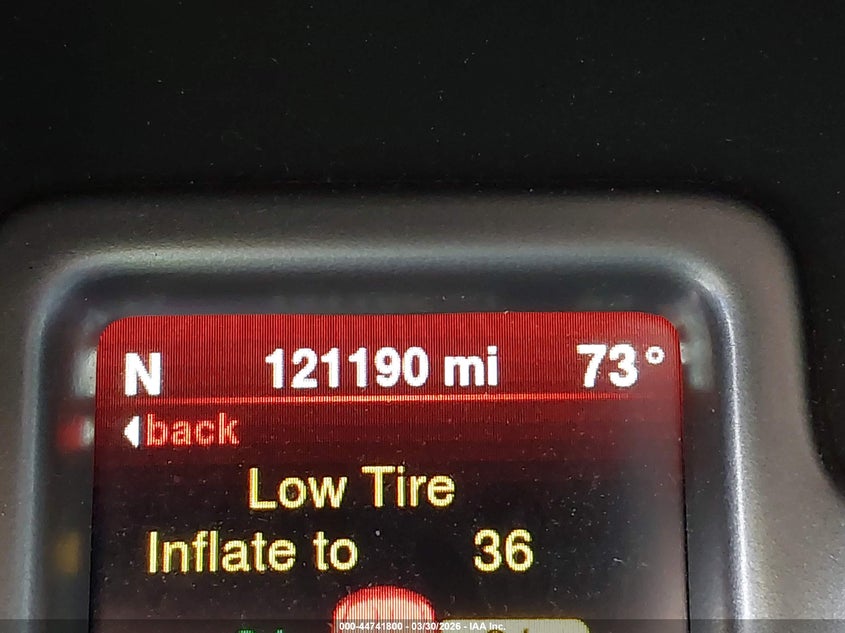 N 121190 mi 73°
back
Low Tire
Inflate to 36
000-44741800 - 03/30/2026 - IAA Inc.